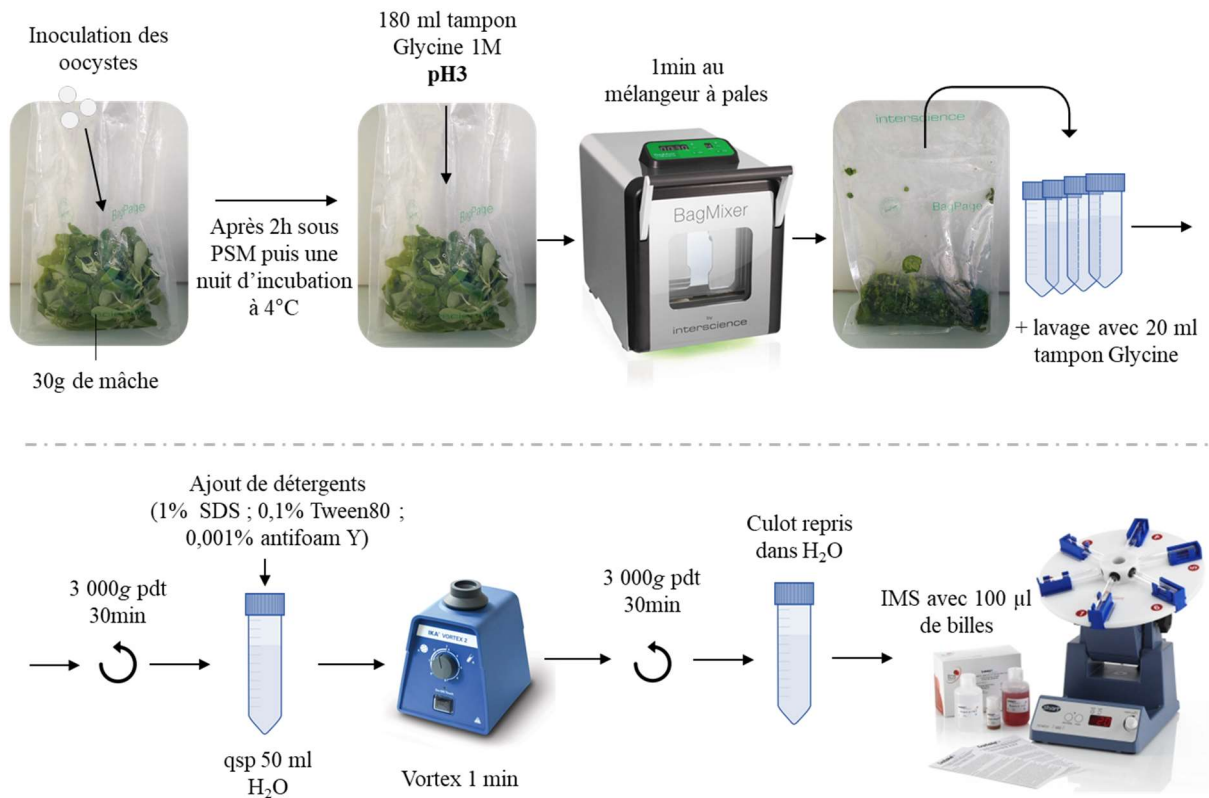 Inoculation des
oocystes
BagPage
30g de mâche
Après 2h sous
PSM puis une
nuit d’incubation
à 4°C
180 ml tampon
Glycine 1M
pH3
BagPage
1min au
mélangeur à pales
BagMixer
by
interscience
interscience
BagPage
+ lavage avec 20 ml
tampon Glycine
3 000g pdt
30min
Ajout de détergents
(1% SDS ; 0,1% Tween80 ;
0,001% antifoam Y)
qsp 50 ml
H₂O
IKA VORTEX 2
Vortex 1 min
3 000g pdt
30min
Culot repris
dans H₂O
IMS avec 100 µl
de billes
stuart